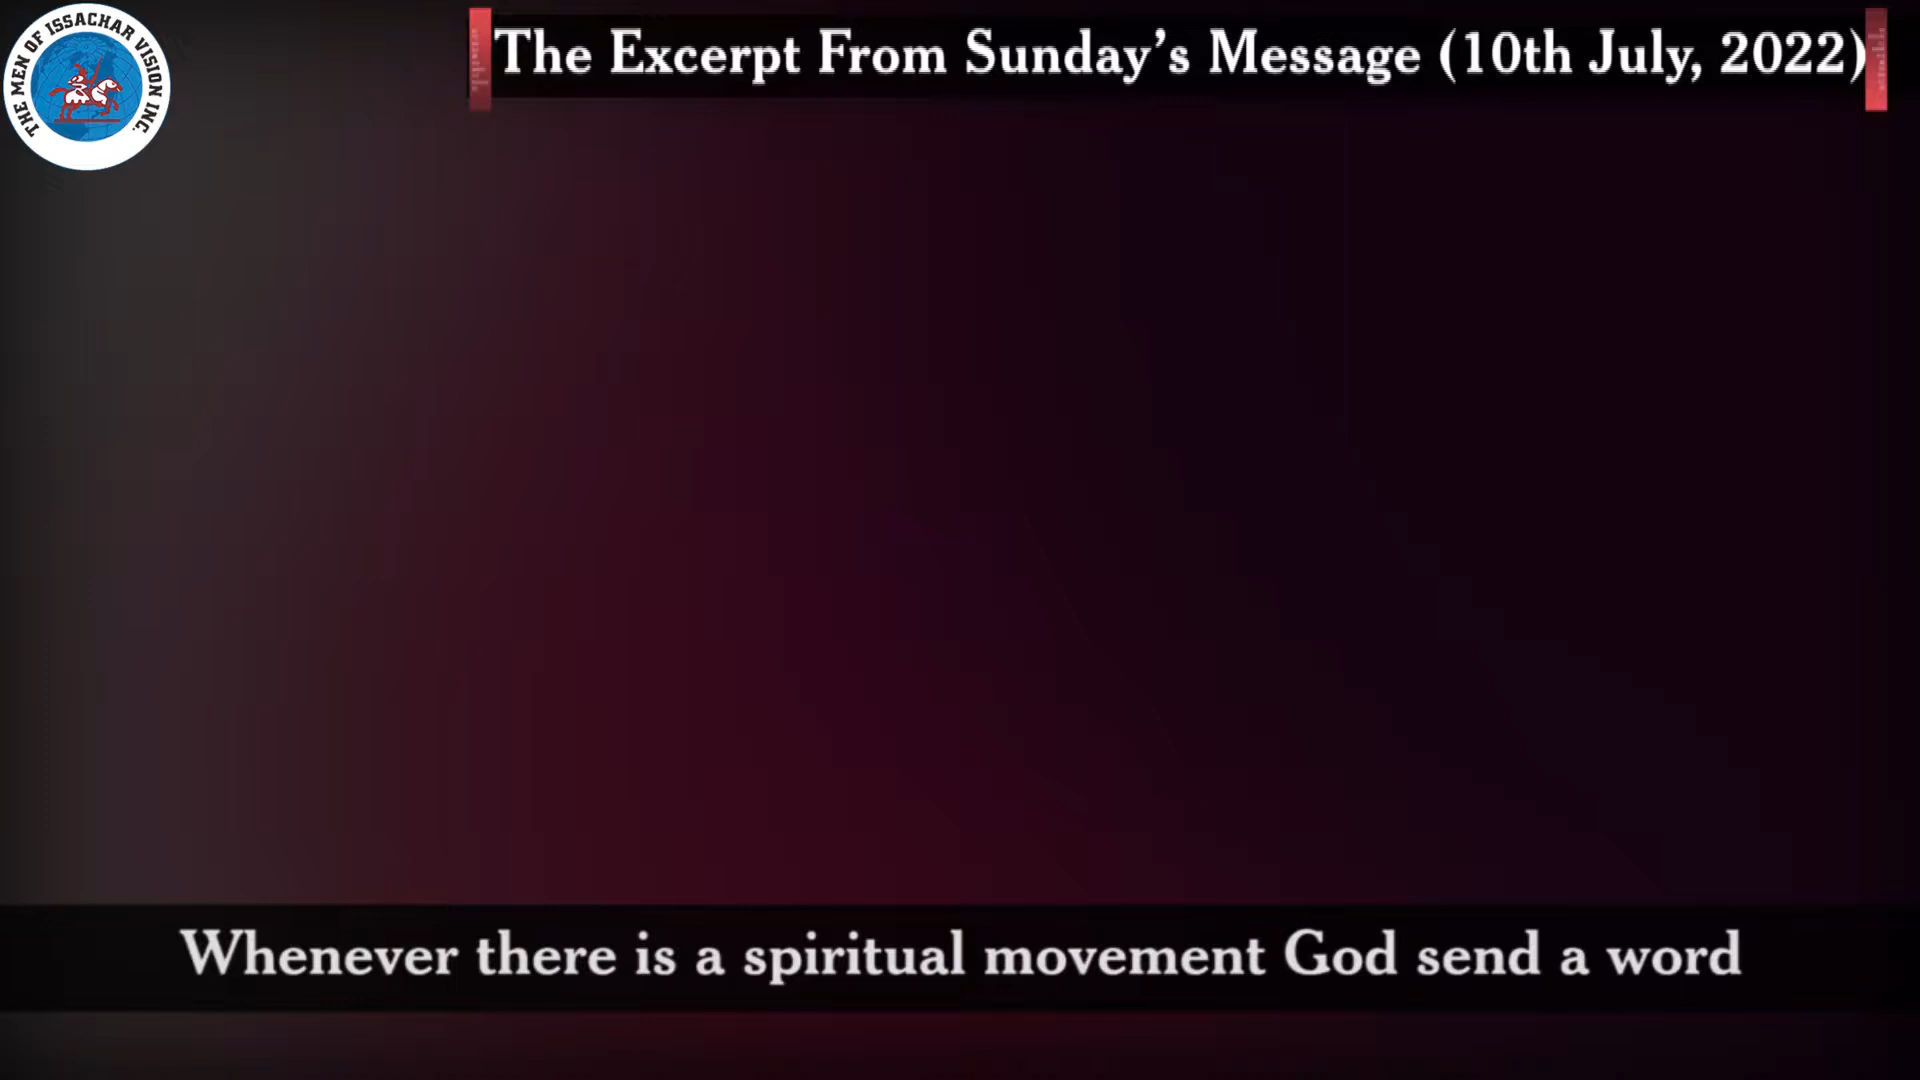 THE MEN OF ISSACHAR VISION INC.
The Excerpt From Sunday’s Message (10th July, 2022)
Whenever there is a spiritual movement God send a word